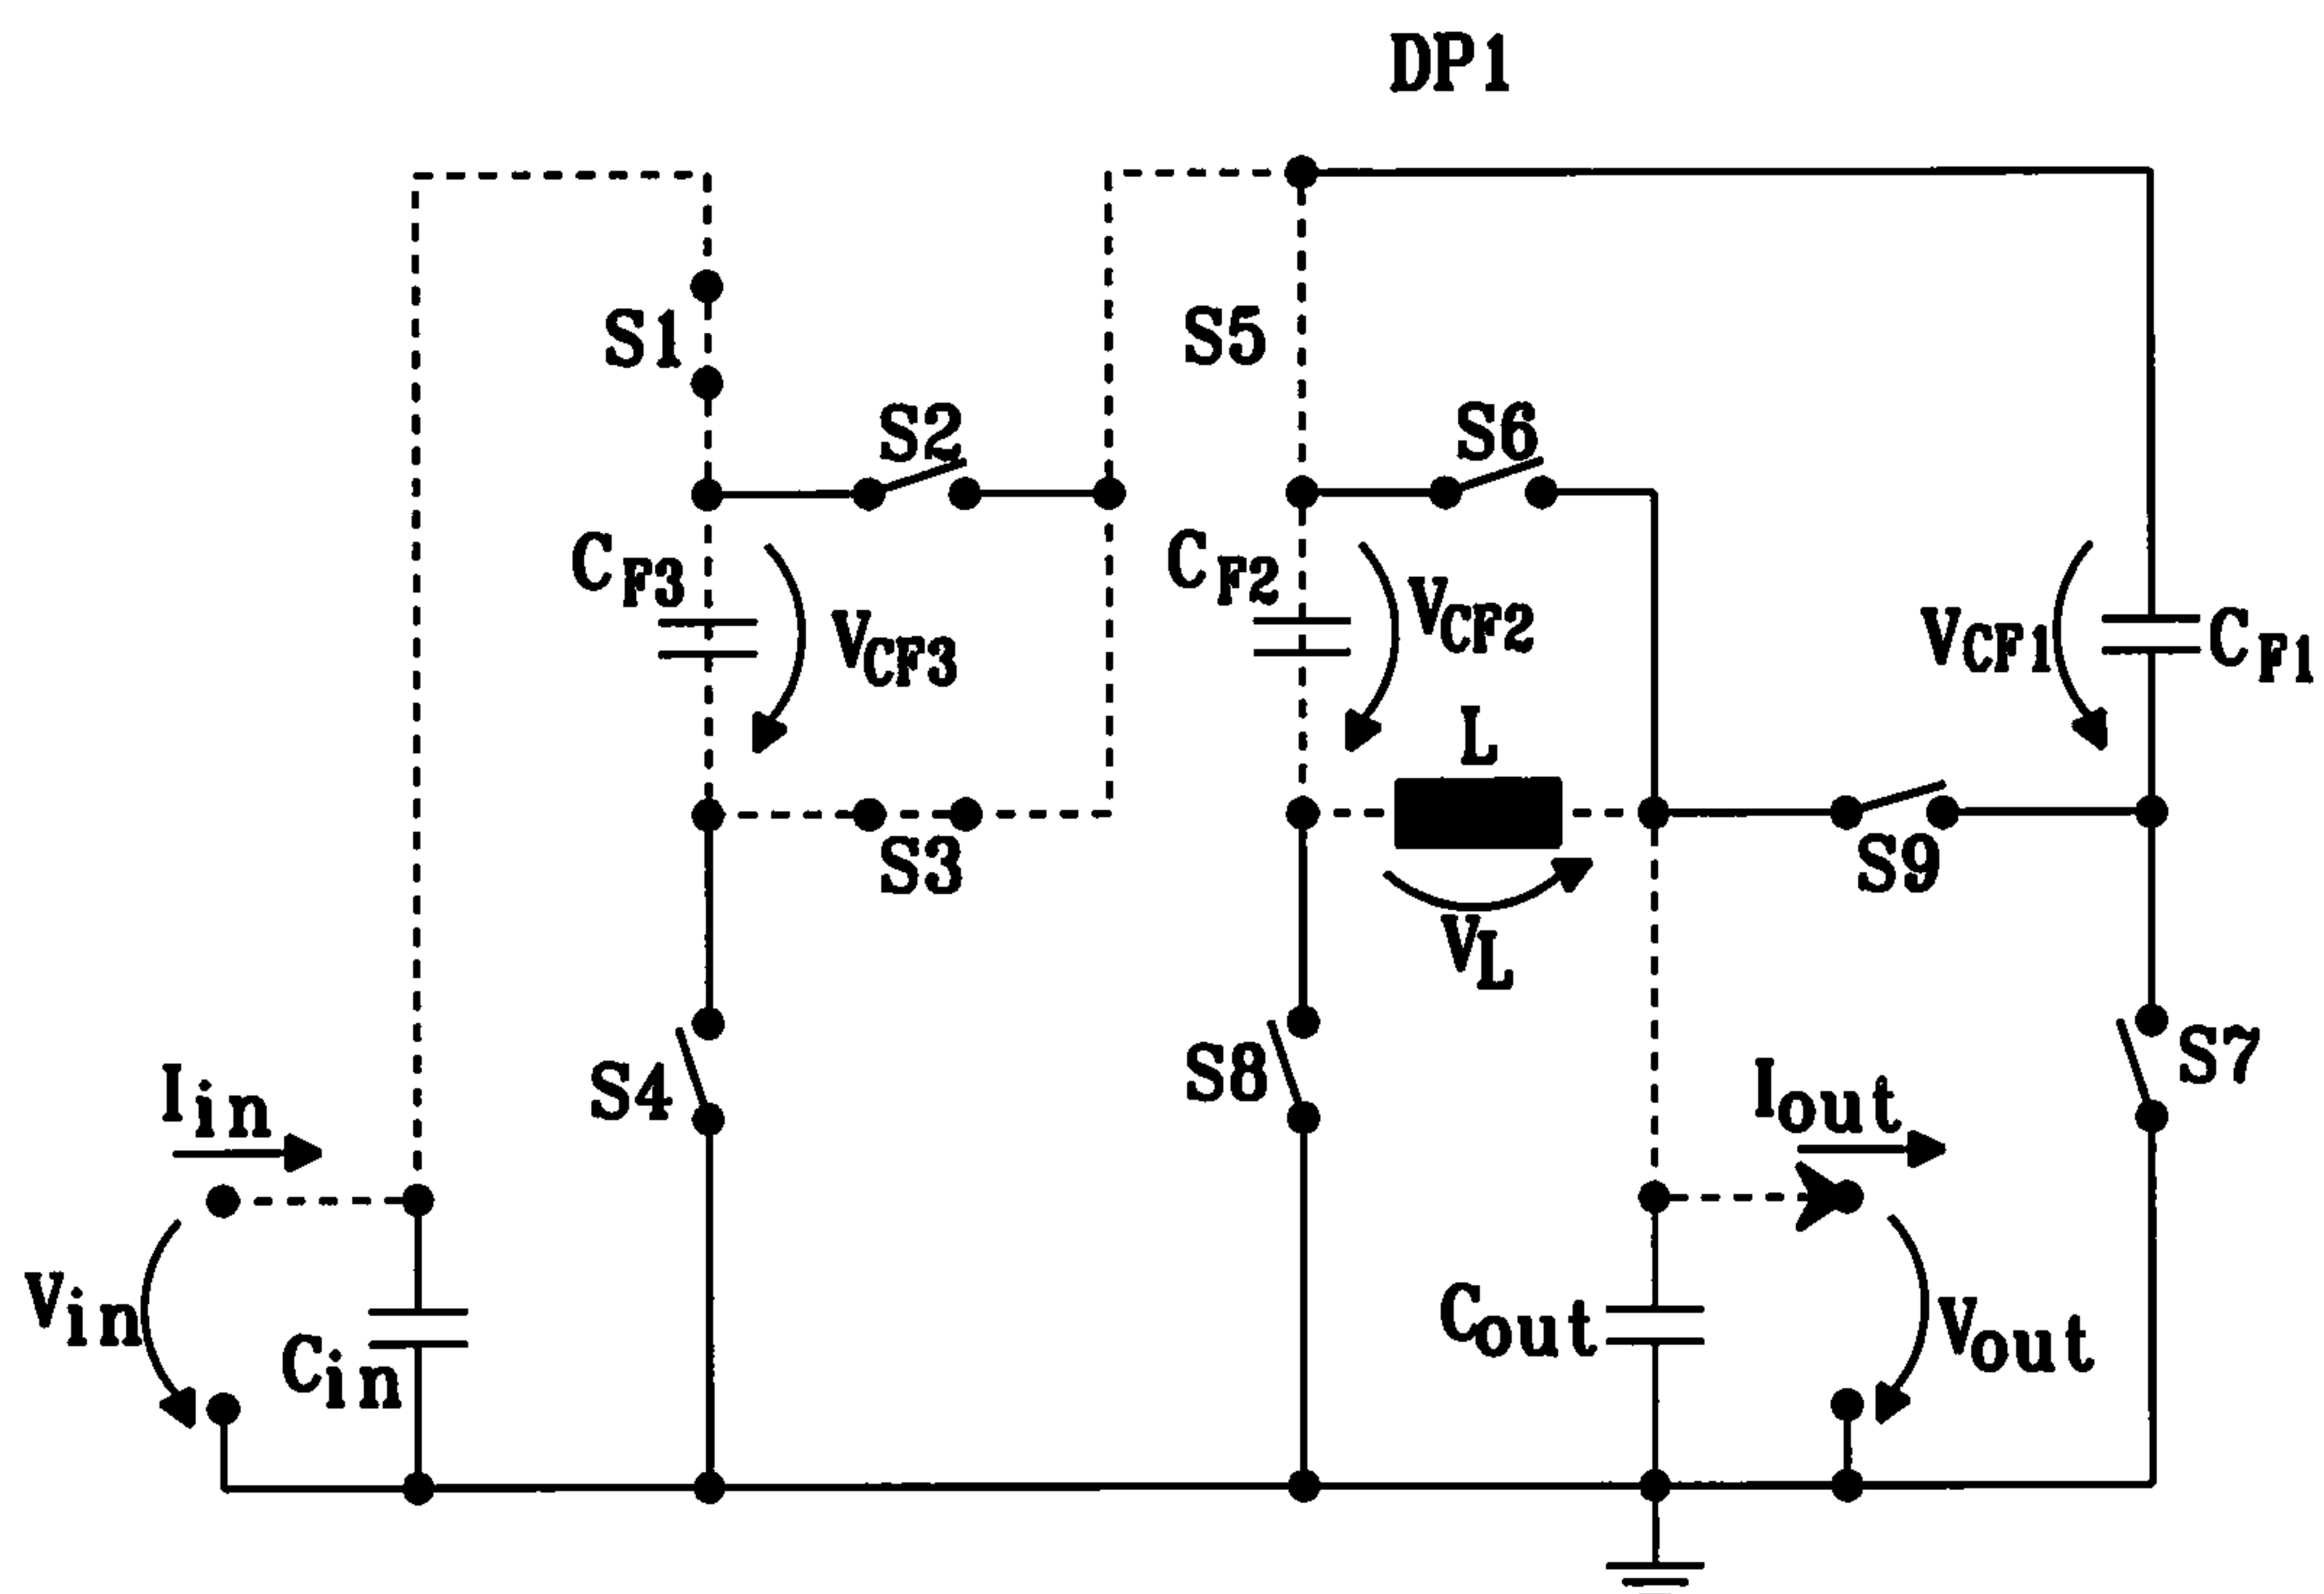 DP1
S1
S5
S2
S6
CF3
VCF3
CF2
VCF2
VCF1
CF1
L
S3
S9
VL
Iin
S4
S8
Iout
S7
Vin
Cin
Cout
Vout